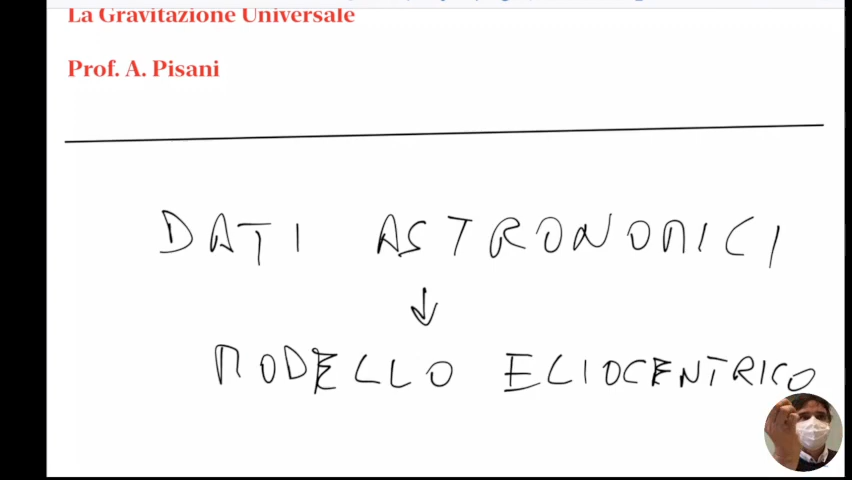 La Gravitazione Universale
Prof. A. Pisani
DATI ASTRONOMICI
↓
MODELLO ELIOCENTRICO